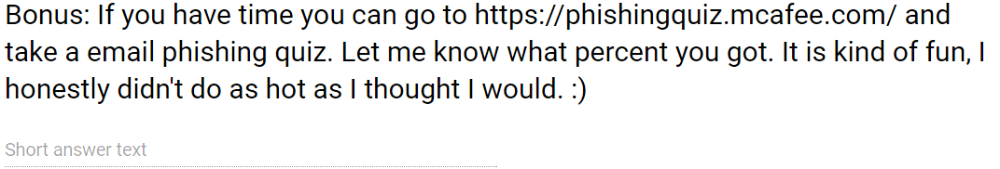 Bonus: If you have time you can go to https://phishingquiz.mcafee.com/ and
take a email phishing quiz. Let me know what percent you got. It is kind of fun, I
honestly didn't do as hot as I thought I would. :)
Short answer text